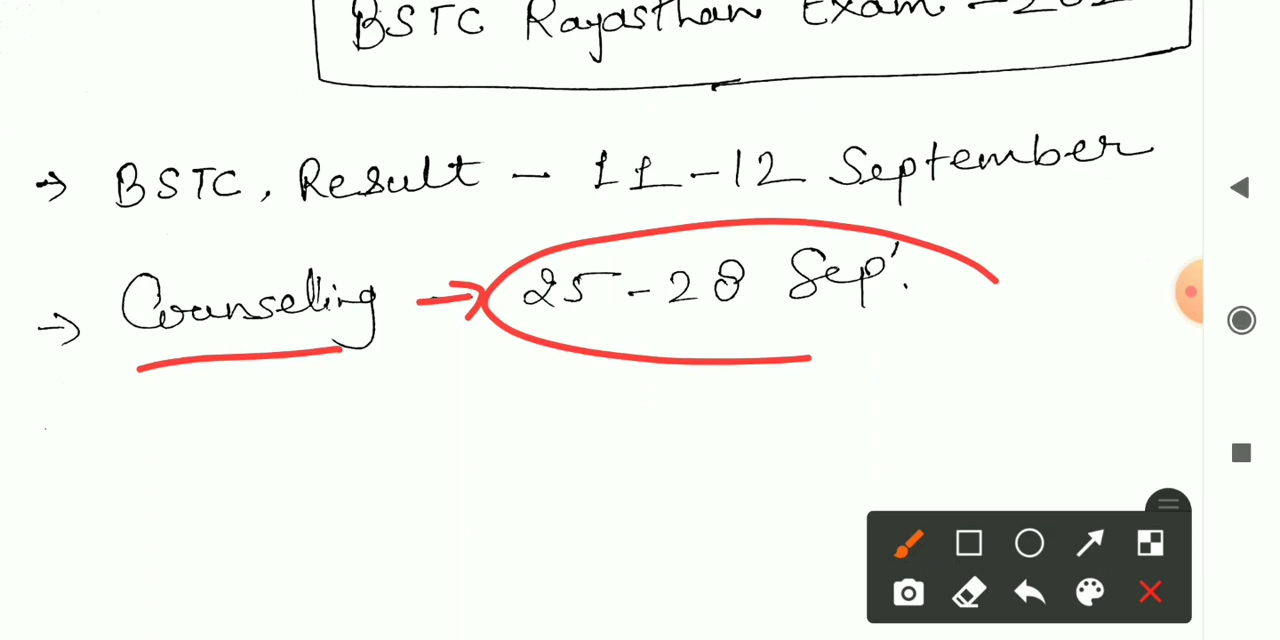 BSTC Rajasthan Exam -
→ BSTC, Result - 11-12 September
→ Counseling → 25-28 Sep'.